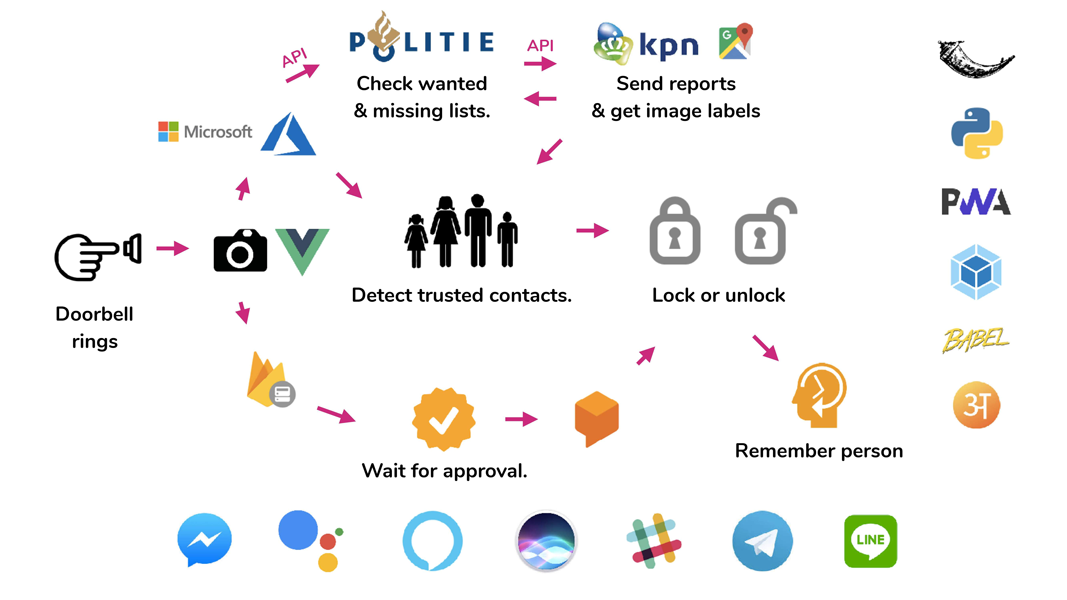 API
POLITIE
API
kpn
G
Check wanted
& missing lists.
Send reports
& get image labels
Microsoft
PWA
Doorbell
rings
Detect trusted contacts.
Lock or unlock
BABEL
अ
Remember person
Wait for approval.
LINE